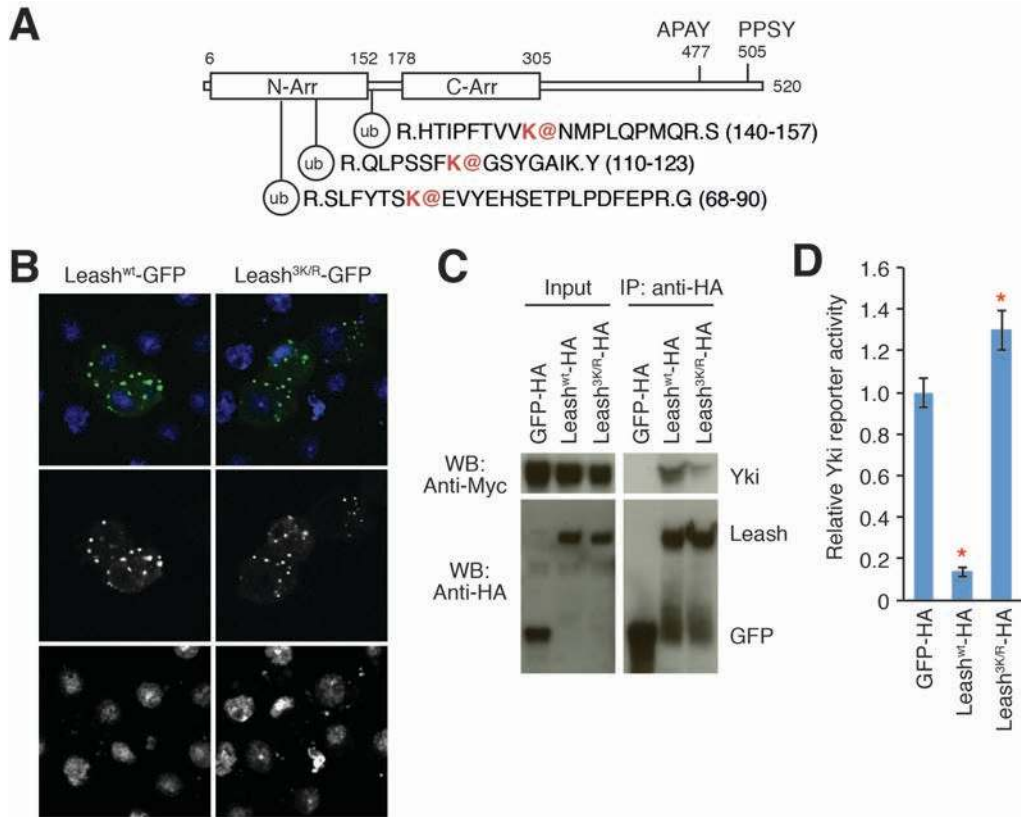 A
APAY PPSY
6 152 178 305 477 505
N-Arr C-Arr 520
ub R.HTIPFTVVK@NMPLQPMQR.S (140-157)
ub R.QLPSSFK@GSYGAIK.Y (110-123)
ub R.SLFYTSK@EVYEHSETPLPDFEPR.G (68-90)
B
Leashwt-GFP Leash3K/R-GFP
C
Input IP: anti-HA
GFP-HA
Leashwt-HA
Leash3K/R-HA
GFP-HA
Leashwt-HA
Leash3K/R-HA
WB:
Anti-Myc
Yki
Leash
WB:
Anti-HA
GFP
D
Relative Yki reporter activity
1.6
1.4
1.2
1.0
0.8
0.6
0.4
0.2
0
*
*
GFP-HA
Leashwt-HA
Leash3K/R-HA